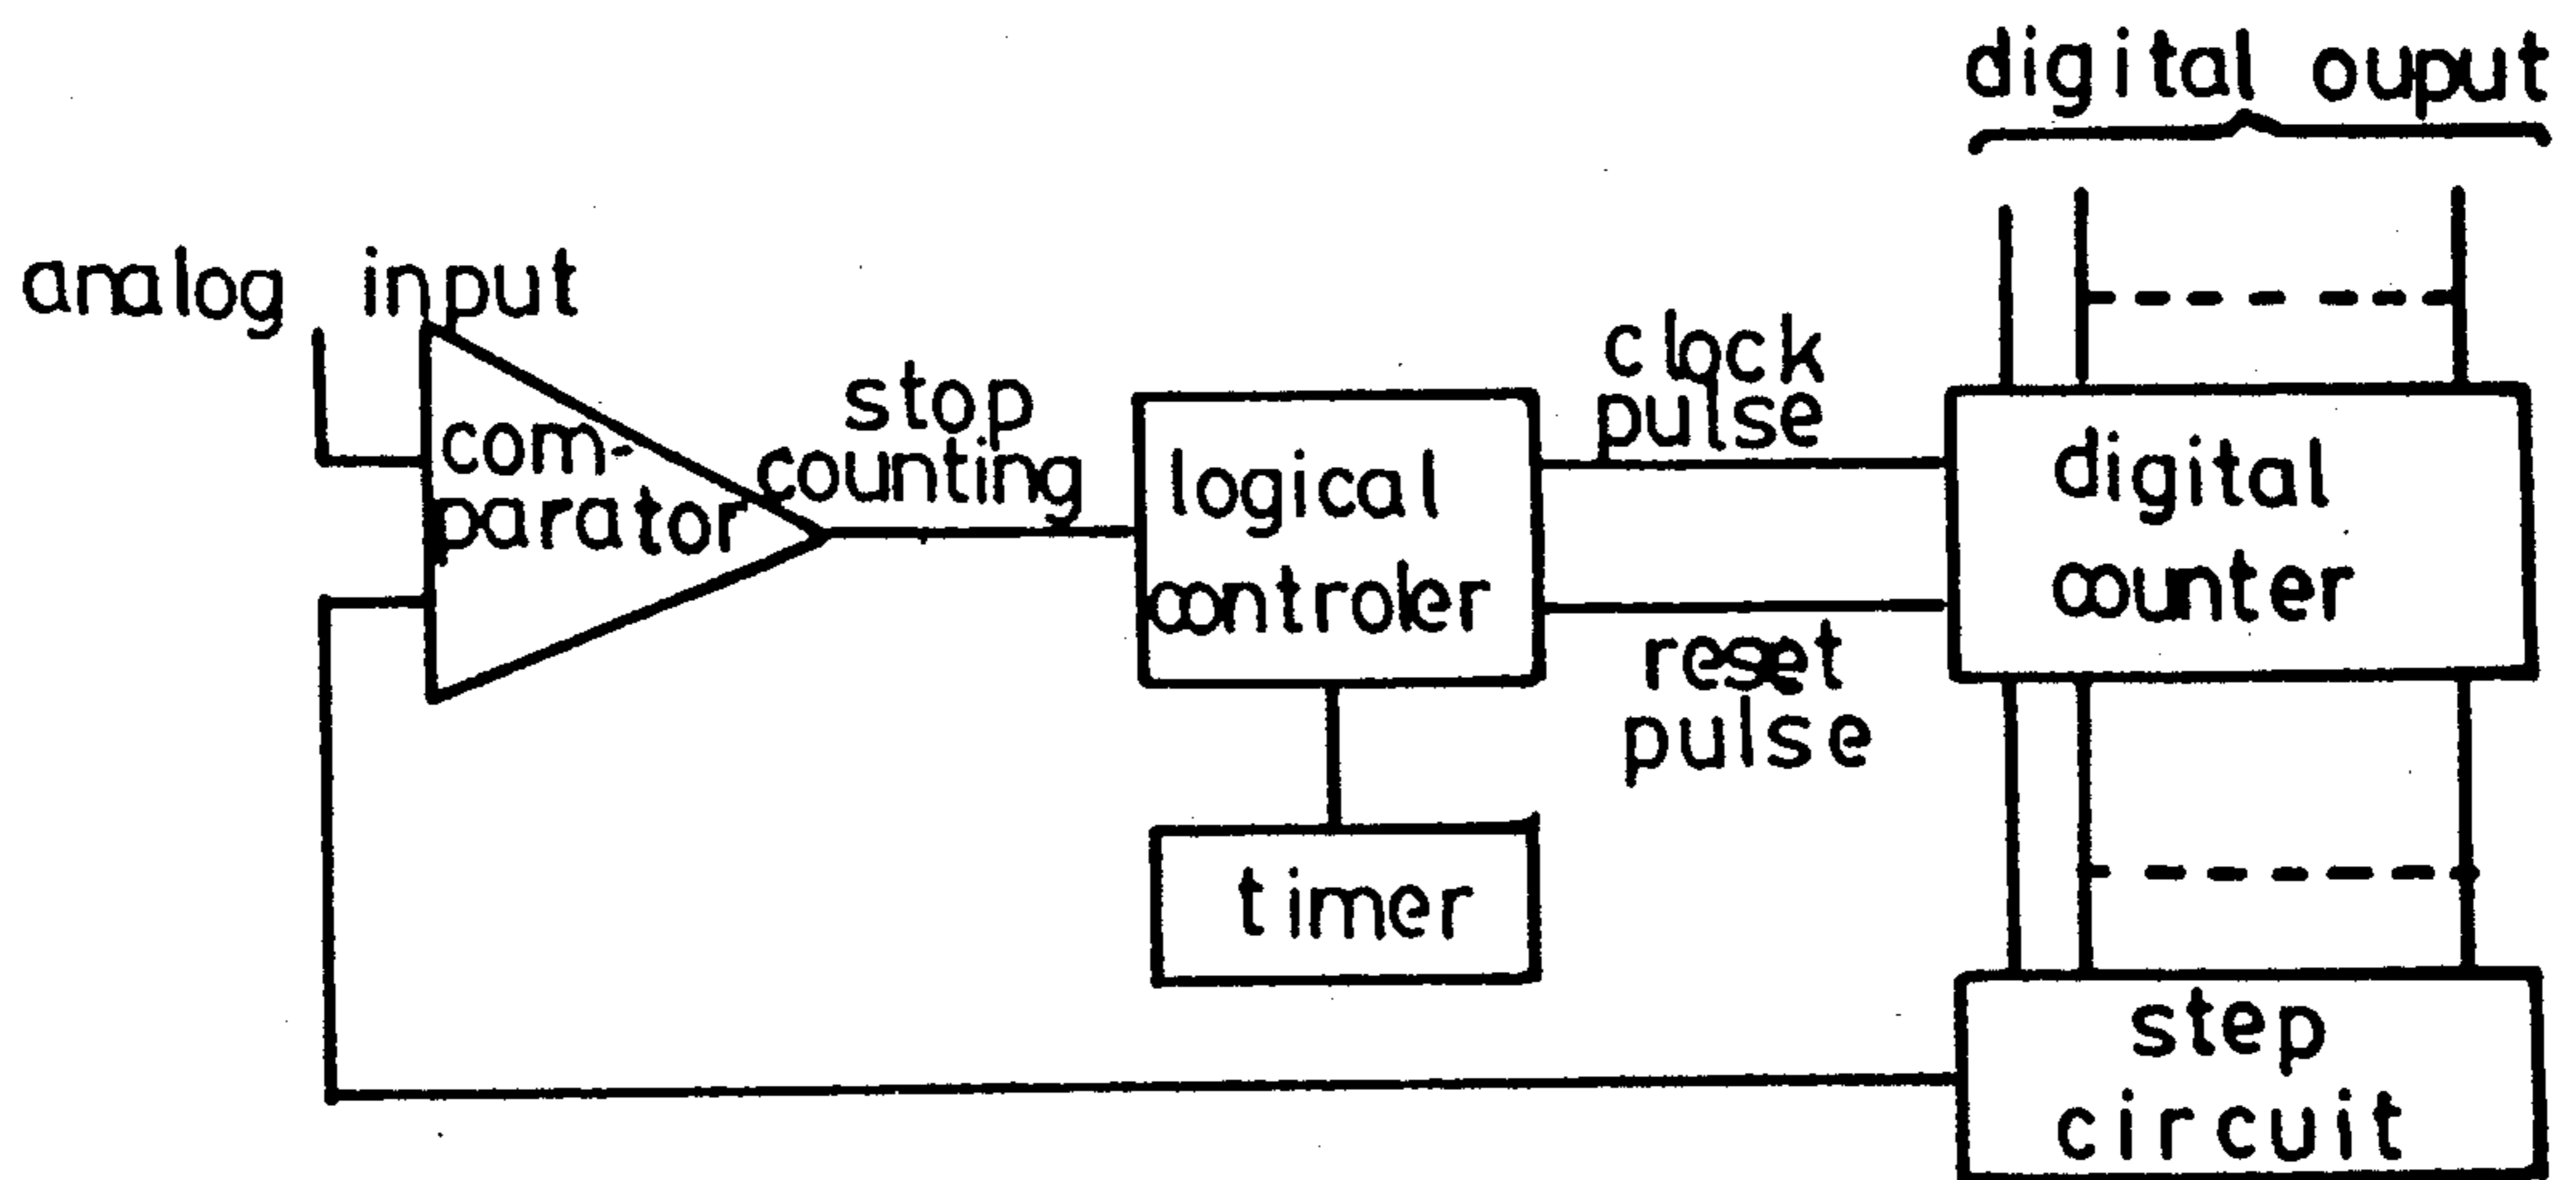 digital ouput
analog input
com-
parator
stop
counting
logical
controler
clock
pulse
reset
pulse
digital
counter
timer
step
circuit